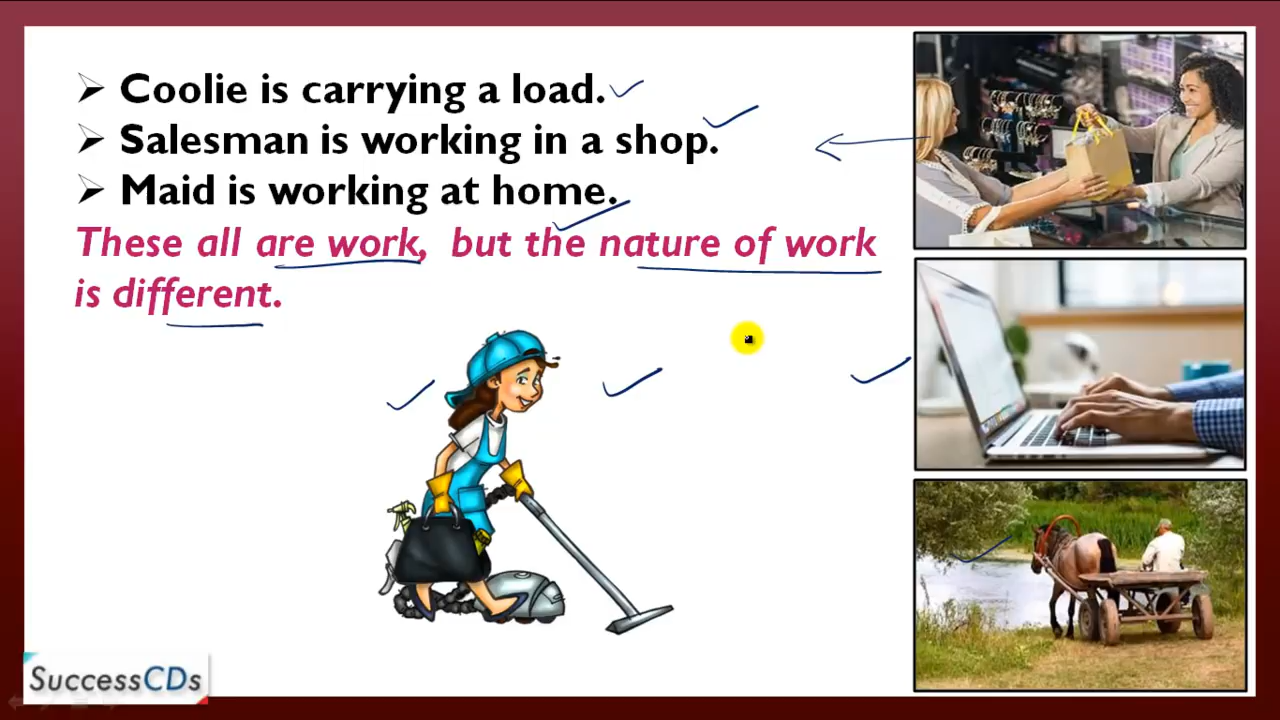 Coolie is carrying a load.
Salesman is working in a shop.
Maid is working at home.
These all are work, but the nature of work
is different.
SuccessCDs